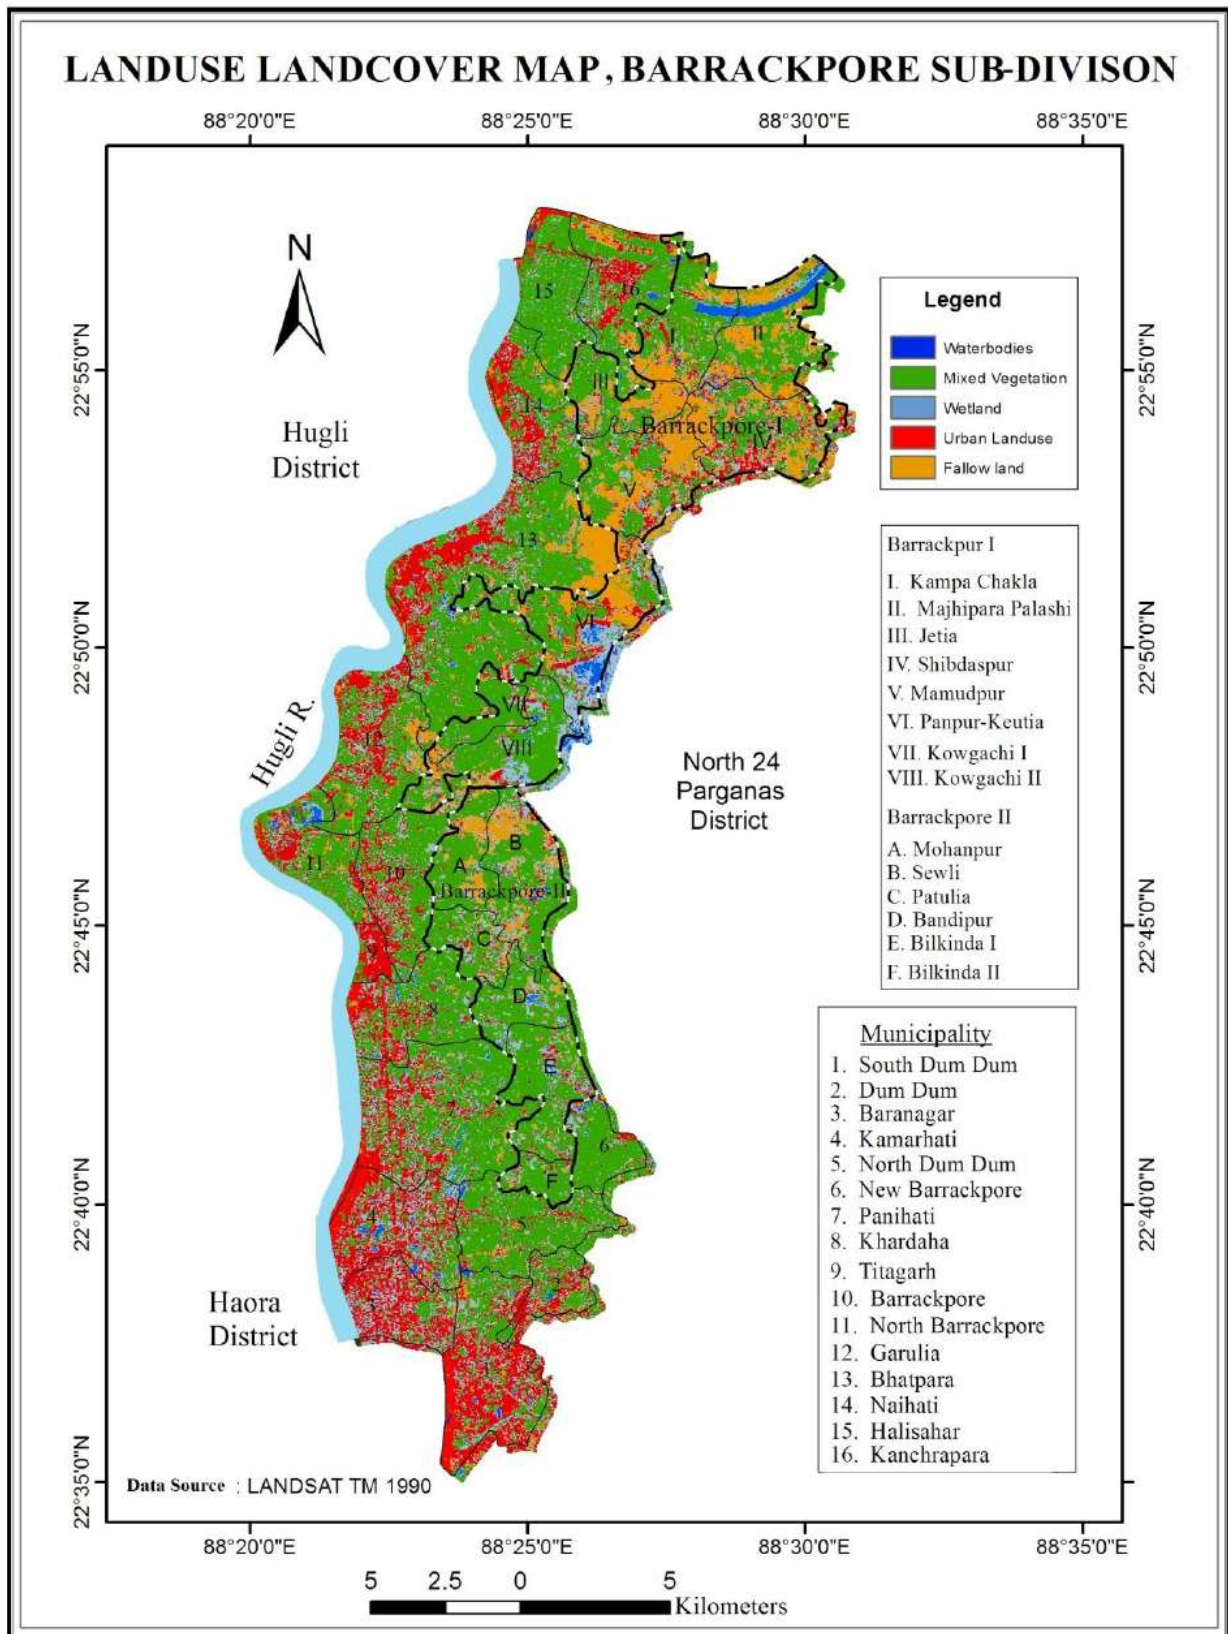 LANDUSE LANDCOVER MAP, BARRACKPORE SUB-DIVISON
88°20'0"E 88°25'0"E 88°30'0"E 88°35'0"E
N
Hugli
District
Hugli R.
Haora
District
North 24
Parganas
District
22°55'0"N 22°55'0"N
22°50'0"N 22°50'0"N
22°45'0"N 22°45'0"N
22°40'0"N 22°40'0"N
22°35'0"N
15
16
I
II
III
14
Barrackpore-I
IV
V
13
VI
VII
VIII
12
11
10
B
A
Barrackpore-II
C
9
D
8
E
6
F
4
5
3
1
Legend
Waterbodies
Mixed Vegetation
Wetland
Urban Landuse
Fallow land
Barrackpur I
I. Kampa Chakla
II. Majhipara Palashi
III. Jetia
IV. Shibdaspur
V. Mamudpur
VI. Panpur-Keutia
VII. Kowgachi I
VIII. Kowgachi II
Barrackpore II
A. Mohanpur
B. Sewli
C. Patulia
D. Bandipur
E. Bilkinda I
F. Bilkinda II
Municipality
1. South Dum Dum
2. Dum Dum
3. Baranagar
4. Kamarhati
5. North Dum Dum
6. New Barrackpore
7. Panihati
8. Khardaha
9. Titagarh
10. Barrackpore
11. North Barrackpore
12. Garulia
13. Bhatpara
14. Naihati
15. Halisahar
16. Kanchrapara
Data Source : LANDSAT TM 1990
88°20'0"E 88°25'0"E 88°30'0"E 88°35'0"E
5 2.5 0 5
Kilometers